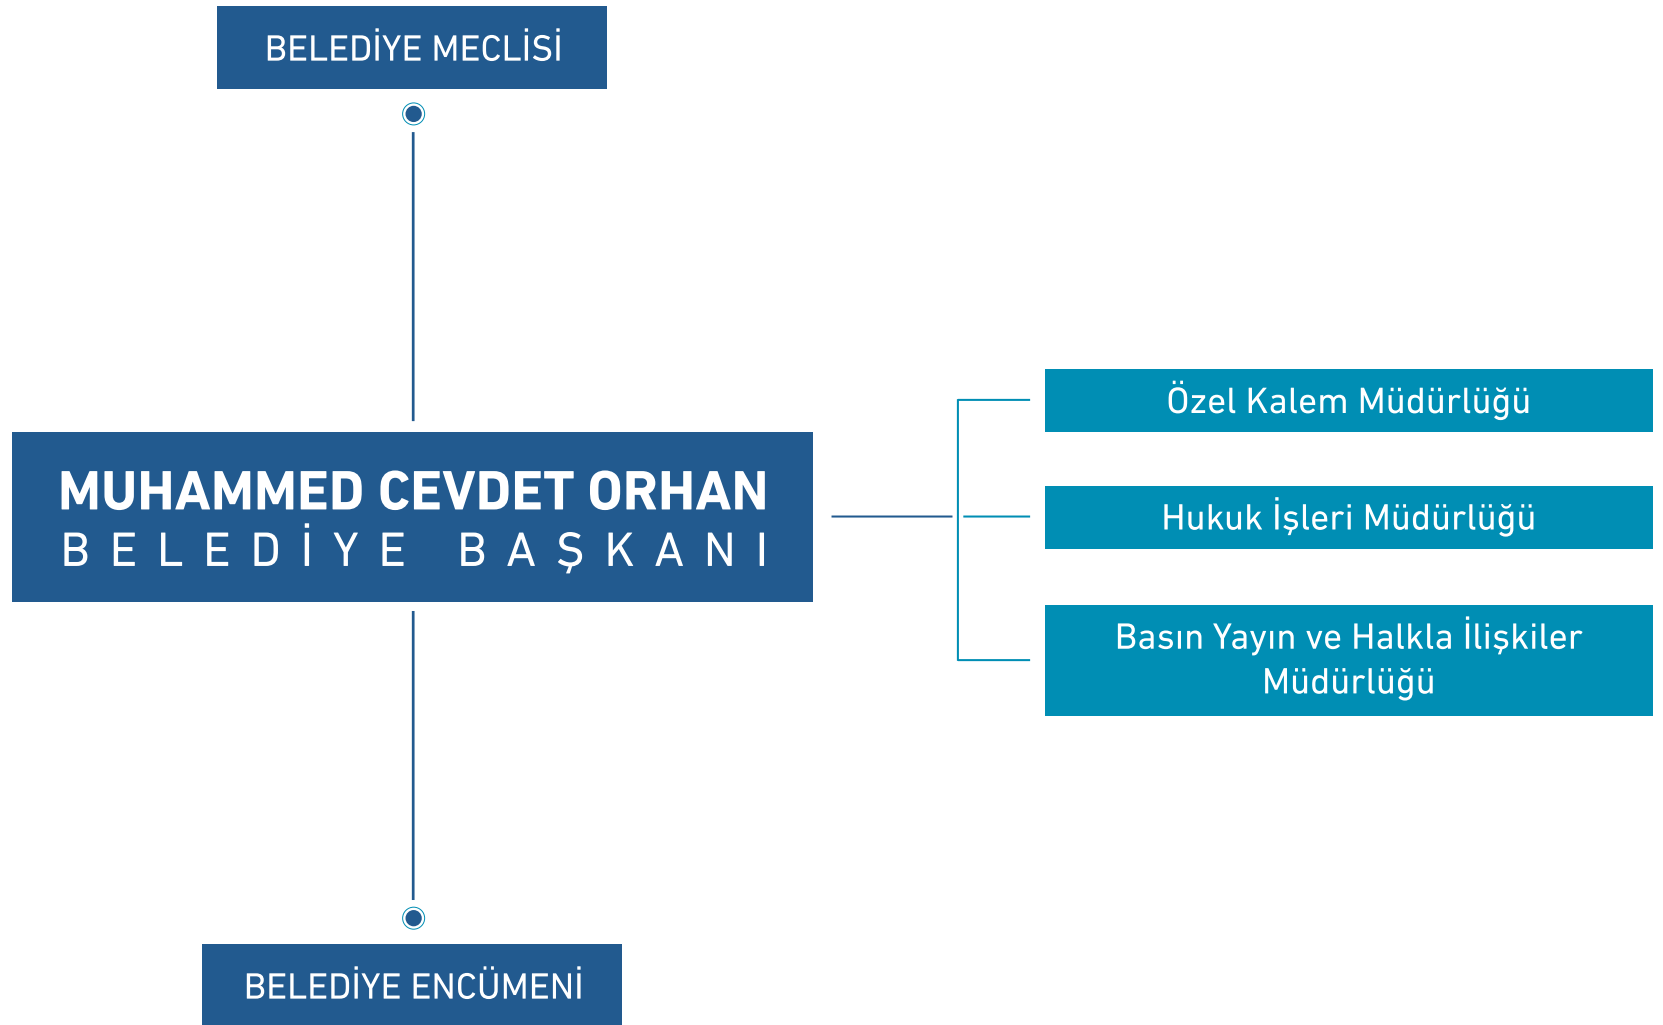 BELEDİYE MECLİSİ
MUHAMMED CEVDET ORHAN
BELEDİYE BAŞKANI
Özel Kalem Müdürlüğü
Hukuk İşleri Müdürlüğü
Basın Yayın ve Halkla İlişkiler
Müdürlüğü
BELEDİYE ENCÜMENİ